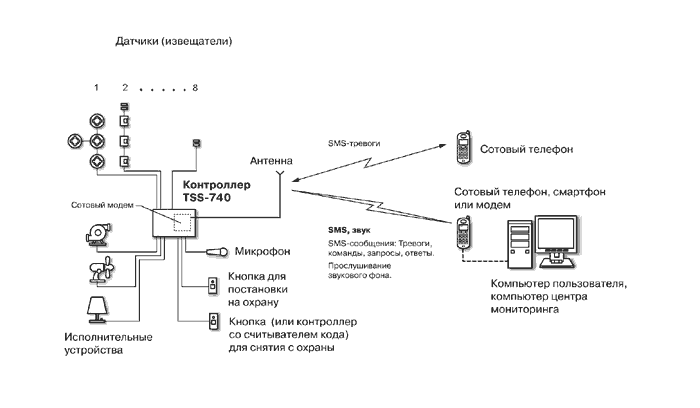 Датчики (извещатели)
1 2 . . . . . 8
SMS-тревоги
Сотовый телефон
Антенна
Контроллер
TSS-740
Сотовый модем
Сотовый телефон, смартфон
или модем
SMS, звук
SMS-сообщения: Тревоги,
команды, запросы, ответы.
Прослушивание
звукового фона.
Микрофон
Кнопка для
постановки
на охрану
Компьютер пользователя,
компьютер центра
мониторинга
Кнопка (или контроллер
со считывателем кода)
для снятия с охраны
Исполнительные
устройства